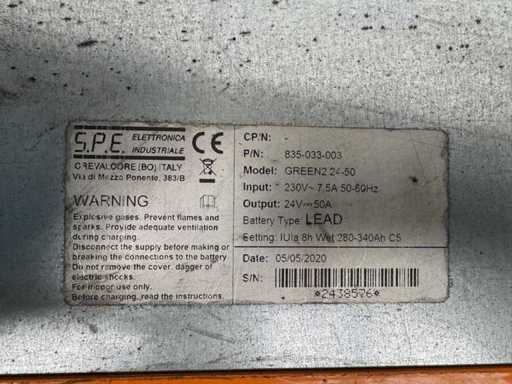 S.P.E. ELETTRONICA INDUSTRIALE
CREVALCORE [BO] ITALY
Via di Mezzo Ponente, 383/B
CE
WARNING
Explosive gases. Prevent flames and
sparks. Provide adequate ventilation
during charging.
Disconnect the supply before making or
breaking the connections to the battery
Do not remove the cover, danger of
electric shocks.
For indoor use only.
Before charging, read the instructions.
CP/N: -
P/N: 835-033-003
Model: GREEN2 24-50
Input: 230V~ 7,5A 50-60Hz
Output: 24V⎓50A
Battery Type: LEAD
Setting: IUIa 8h Wet 280-340Ah C5
Date: 05/05/2020
S/N:
*2438576*